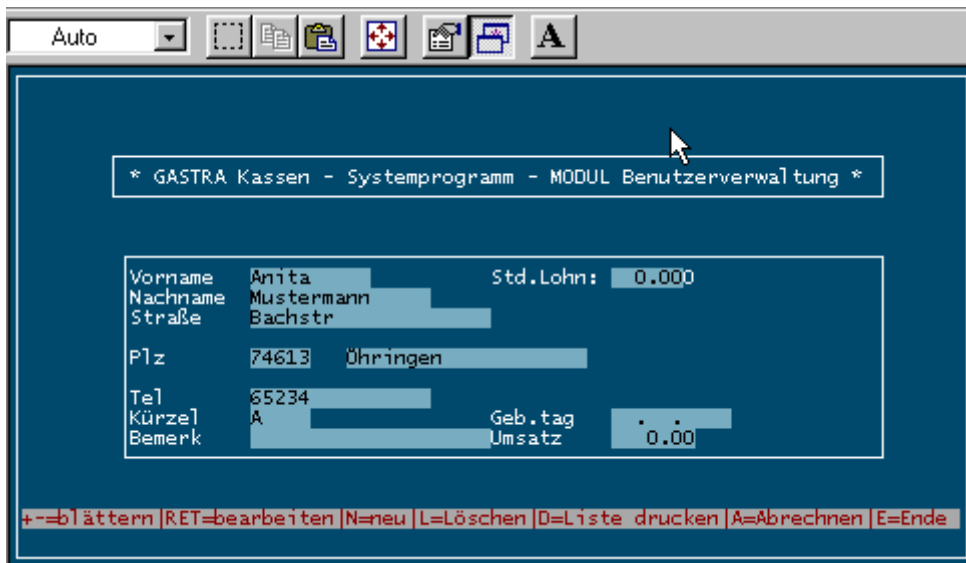 Auto
A
* GASTRA Kassen - Systemprogramm - MODUL Benutzerverwaltung *
Vorname Anita Std.Lohn: 0.000
Nachname Mustermann
Straße Bachstr
Plz 74613 Öhringen
Tel 65234
Kürzel A Geb.tag . .
Bemerk Umsatz 0.00
+-=blättern|RET=bearbeiten|N=neu|L=Löschen|D=Liste drucken|A=Abrechnen|E=Ende